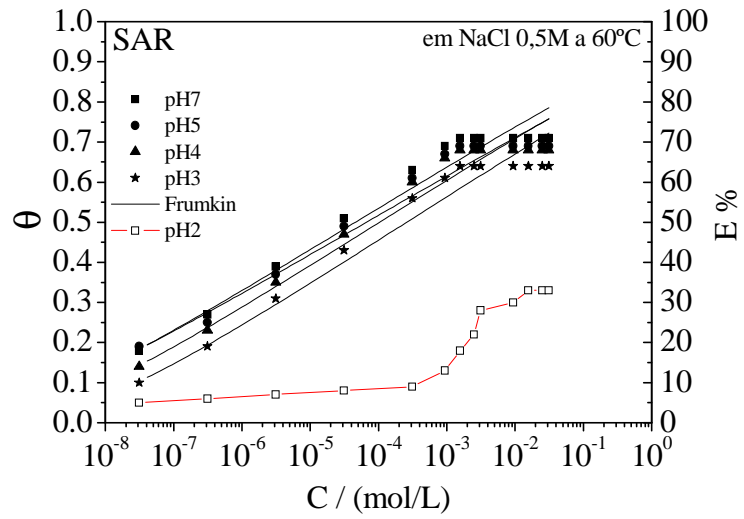 SAR
em NaCl 0,5M a 60ºC
pH7
pH5
pH4
pH3
Frumkin
pH2
θ
1.0
0.9
0.8
0.7
0.6
0.5
0.4
0.3
0.2
0.1
0.0
E %
100
90
80
70
60
50
40
30
20
10
0
10⁻⁸ 10⁻⁷ 10⁻⁶ 10⁻⁵ 10⁻⁴ 10⁻³ 10⁻² 10⁻¹ 10⁰
C / (mol/L)